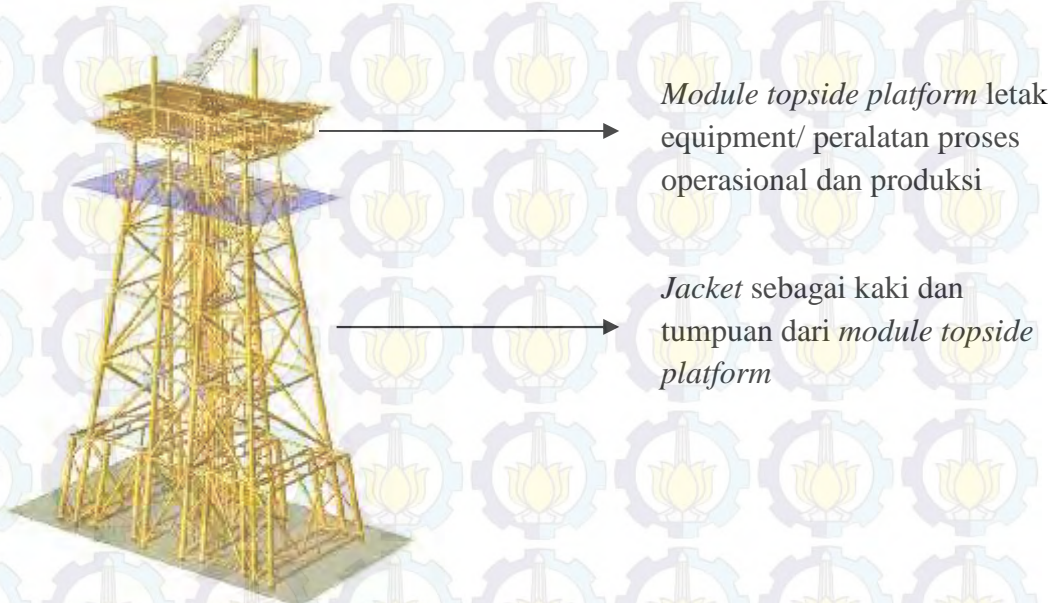 Module topside platform letak
equipment/ peralatan proses
operasional dan produksi
Jacket sebagai kaki dan
tumpuan dari module topside
platform